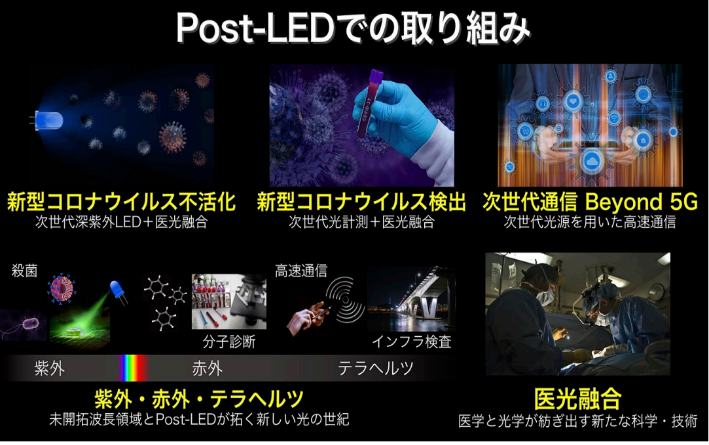 Post-LEDでの取り組み
新型コロナウイルス不活化
次世代深紫外LED＋医光融合
新型コロナウイルス検出
次世代光計測＋医光融合
次世代通信 Beyond 5G
次世代光源を用いた高速通信
殺菌
分子診断
高速通信
インフラ検査
紫外
赤外
テラヘルツ
紫外・赤外・テラヘルツ
未開拓波長領域とPost-LEDが拓く新しい光の世紀
医光融合
医学と光学が紡ぎ出す新たな科学・技術